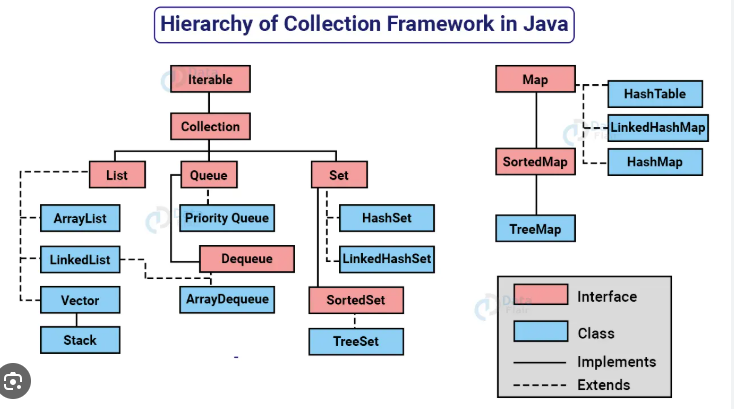 Hierarchy of Collection Framework in Java
Iterable
Collection
List
Queue
Set
ArrayList
Priority Queue
HashSet
LinkedList
Dequeue
LinkedHashSet
Vector
ArrayDequeue
SortedSet
Stack
TreeSet
Map
HashTable
LinkedHashMap
SortedMap
HashMap
TreeMap
Interface
Class
Implements
Extends